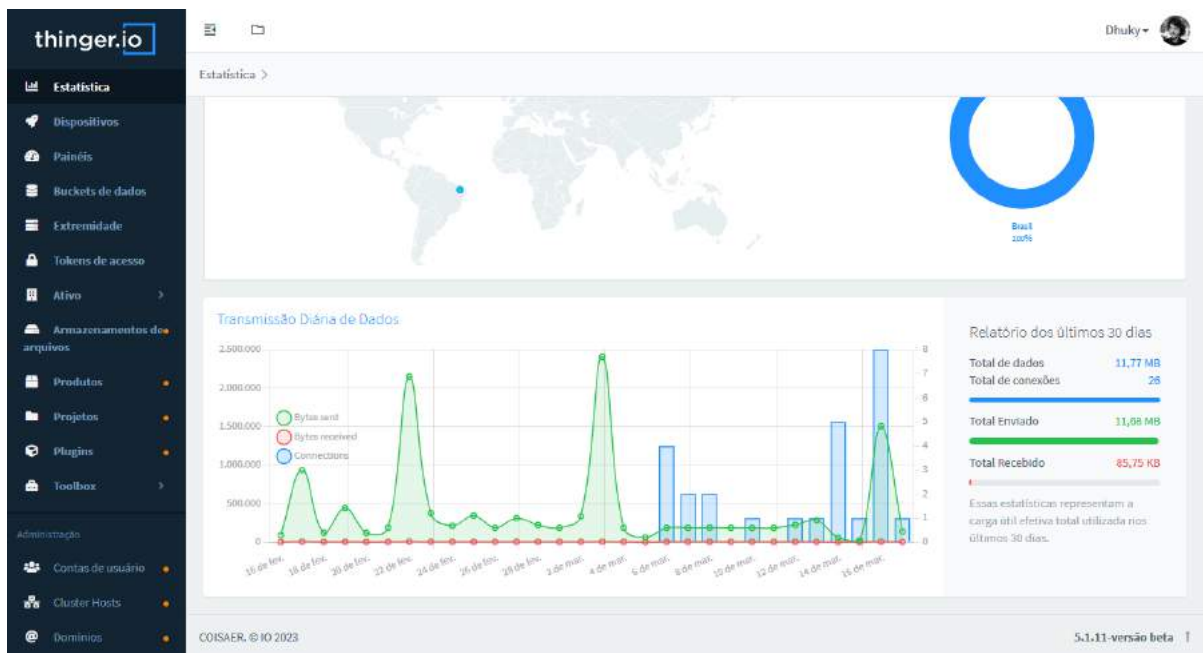 thinger.io
Dhuky
Estatística >
Estatística
Dispositivos
Painéis
Buckets de dados
Extremidade
Tokens de acesso
Ativo
Armazenamentos de
arquivos
Produtos
Projetos
Plugins
Toolbox
Administração
Contas de usuário
Cluster Hosts
Domínios
Brasil
100%
Transmissão Diária de Dados
2.500.000
2.000.000
1.500.000
1.000.000
500.000
0
Bytes sent
Bytes received
Connections
8
7
6
5
4
3
2
1
0
16 de fev.
18 de fev.
20 de fev.
22 de fev.
24 de fev.
26 de fev.
28 de fev.
2 de mar.
4 de mar.
6 de mar.
8 de mar.
10 de mar.
12 de mar.
14 de mar.
16 de mar.
Relatório dos últimos 30 dias
Total de dados 11,77 MB
Total de conexões 26
Total Enviado 11,68 MB
Total Recebido 85,75 KB
Essas estatísticas representam a
carga útil efetiva total utilizada nos
últimos 30 dias.
COISAER. © IO 2023
5.1.11-versão beta